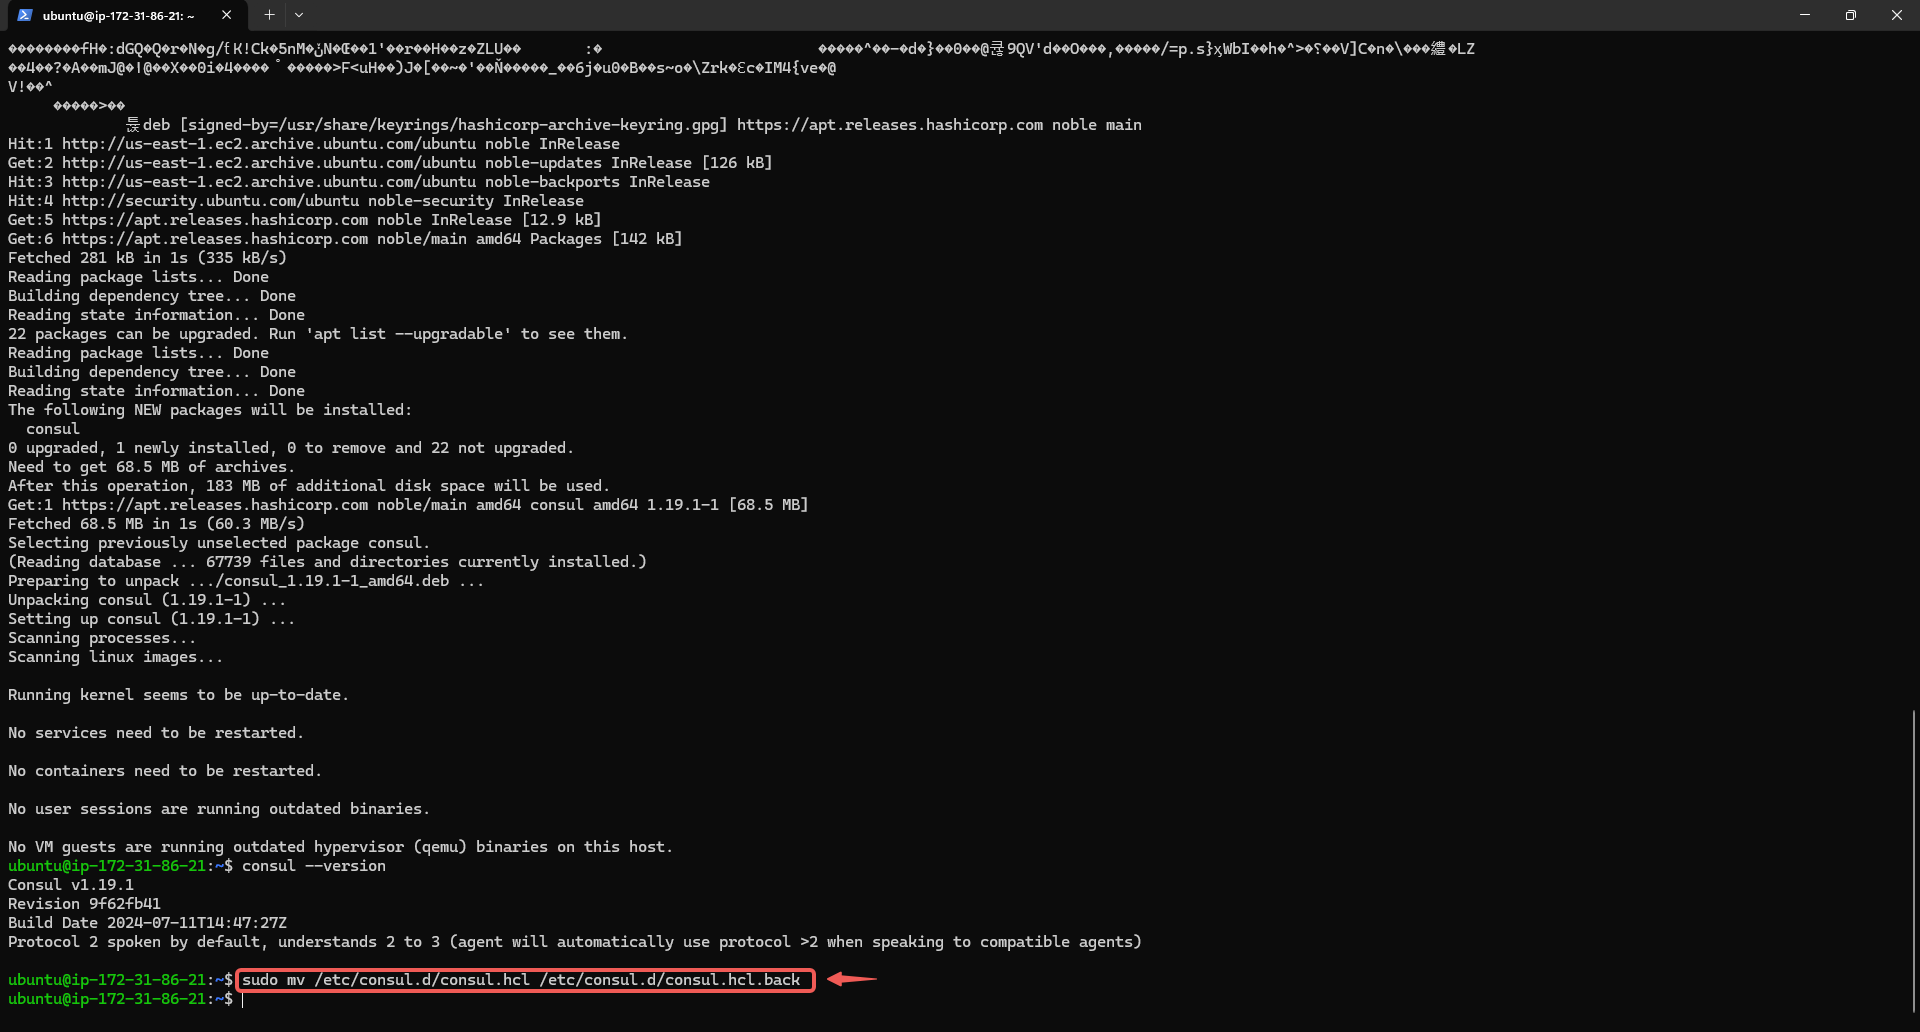 ubuntu@ip-172-31-86-21: ~
deb [signed-by=/usr/share/keyrings/hashicorp-archive-keyring.gpg] https://apt.releases.hashicorp.com noble main
Hit:1 http://us-east-1.ec2.archive.ubuntu.com/ubuntu noble InRelease
Get:2 http://us-east-1.ec2.archive.ubuntu.com/ubuntu noble-updates InRelease [126 kB]
Hit:3 http://us-east-1.ec2.archive.ubuntu.com/ubuntu noble-backports InRelease
Hit:4 http://security.ubuntu.com/ubuntu noble-security InRelease
Get:5 https://apt.releases.hashicorp.com noble InRelease [12.9 kB]
Get:6 https://apt.releases.hashicorp.com noble/main amd64 Packages [142 kB]
Fetched 281 kB in 1s (335 kB/s)
Reading package lists... Done
Building dependency tree... Done
Reading state information... Done
22 packages can be upgraded. Run 'apt list --upgradable' to see them.
Reading package lists... Done
Building dependency tree... Done
Reading state information... Done
The following NEW packages will be installed:
  consul
0 upgraded, 1 newly installed, 0 to remove and 22 not upgraded.
Need to get 68.5 MB of archives.
After this operation, 183 MB of additional disk space will be used.
Get:1 https://apt.releases.hashicorp.com noble/main amd64 consul amd64 1.19.1-1 [68.5 MB]
Fetched 68.5 MB in 1s (60.3 MB/s)
Selecting previously unselected package consul.
(Reading database ... 67739 files and directories currently installed.)
Preparing to unpack .../consul_1.19.1-1_amd64.deb ...
Unpacking consul (1.19.1-1) ...
Setting up consul (1.19.1-1) ...
Scanning processes...
Scanning linux images...
Running kernel seems to be up-to-date.
No services need to be restarted.
No containers need to be restarted.
No user sessions are running outdated binaries.
No VM guests are running outdated hypervisor (qemu) binaries on this host.
ubuntu@ip-172-31-86-21:~$ consul --version
Consul v1.19.1
Revision 9f62fb41
Build Date 2024-07-11T14:47:27Z
Protocol 2 spoken by default, understands 2 to 3 (agent will automatically use protocol >2 when speaking to compatible agents)
ubuntu@ip-172-31-86-21:~$ sudo mv /etc/consul.d/consul.hcl /etc/consul.d/consul.hcl.back
ubuntu@ip-172-31-86-21:~$